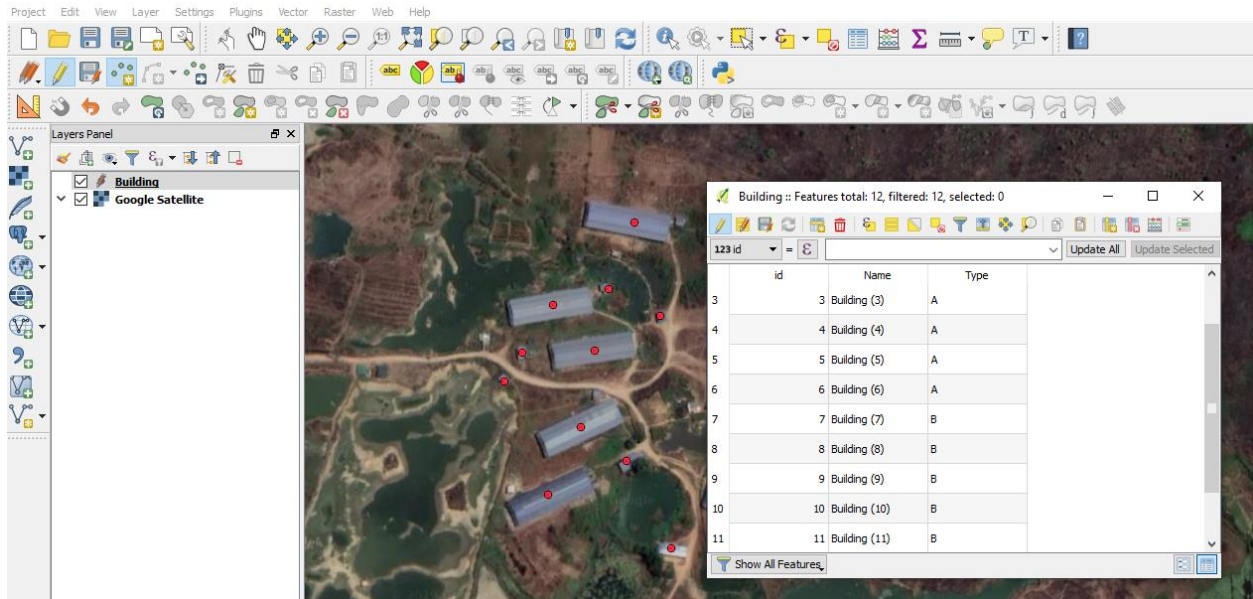 Project Edit View Layer Settings Plugins Vector Raster Web Help
Layers Panel
Building
Google Satellite
Building :: Features total: 12, filtered: 12, selected: 0
123 id = ε Update All Update Selected
id Name Type
3 3 Building (3) A
4 4 Building (4) A
5 5 Building (5) A
6 6 Building (6) A
7 7 Building (7) B
8 8 Building (8) B
9 9 Building (9) B
10 10 Building (10) B
11 11 Building (11) B
Show All Features